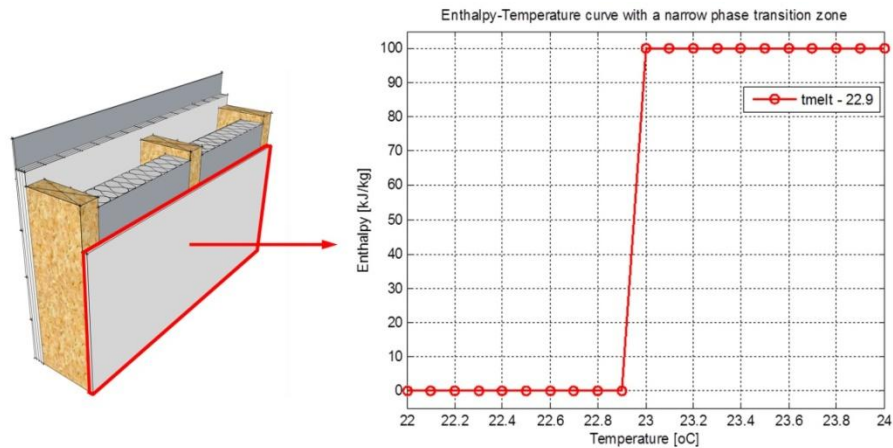 Enthalpy-Temperature curve with a narrow phase transition zone
100
90
80
70
60
50
40
30
20
10
0
Enthalpy [kJ/kg]
tmelt - 22.9
22 22.2 22.4 22.6 22.8 23 23.2 23.4 23.6 23.8 24
Temperature [oC]